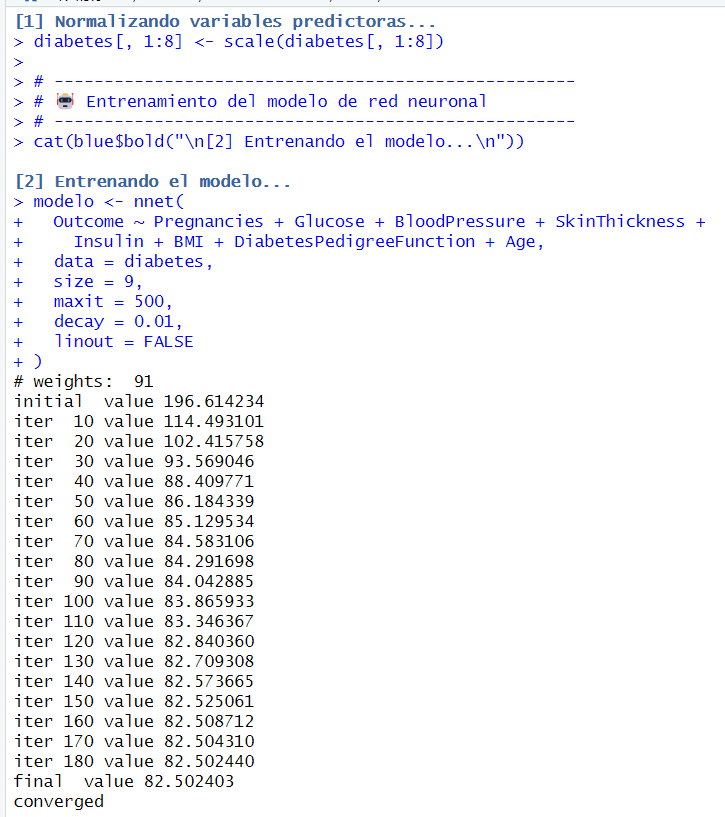 [1] Normalizando variables predictoras...
> diabetes[, 1:8] <- scale(diabetes[, 1:8])
>
> # ----------------------------------------------------
> # 🤖 Entrenamiento del modelo de red neuronal
> # ----------------------------------------------------
> cat(blue$bold("\n[2] Entrenando el modelo...\n"))
[2] Entrenando el modelo...
> modelo <- nnet(
+   Outcome ~ Pregnancies + Glucose + BloodPressure + SkinThickness +
+     Insulin + BMI + DiabetesPedigreeFunction + Age,
+   data = diabetes,
+   size = 9,
+   maxit = 500,
+   decay = 0.01,
+   linout = FALSE
+ )
# weights:  91
initial  value 196.614234
iter  10 value 114.493101
iter  20 value 102.415758
iter  30 value 93.569046
iter  40 value 88.409771
iter  50 value 86.184339
iter  60 value 85.129534
iter  70 value 84.583106
iter  80 value 84.291698
iter  90 value 84.042885
iter 100 value 83.865933
iter 110 value 83.346367
iter 120 value 82.840360
iter 130 value 82.709308
iter 140 value 82.573665
iter 150 value 82.525061
iter 160 value 82.508712
iter 170 value 82.504310
iter 180 value 82.502440
final  value 82.502403
converged